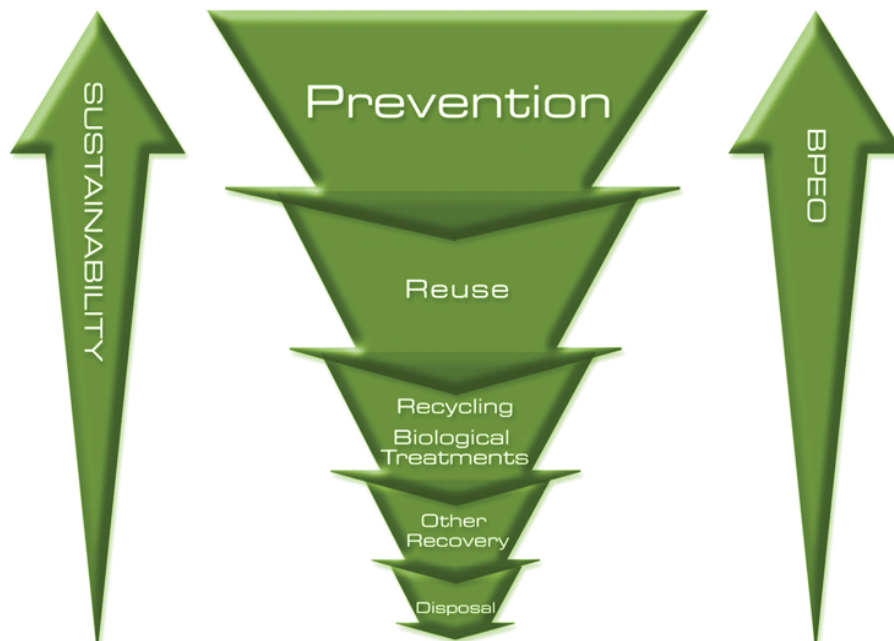 SUSTAINABILITY
Prevention
BPEO
Reuse
Recycling
Biological
Treatments
Other
Recovery
Disposal